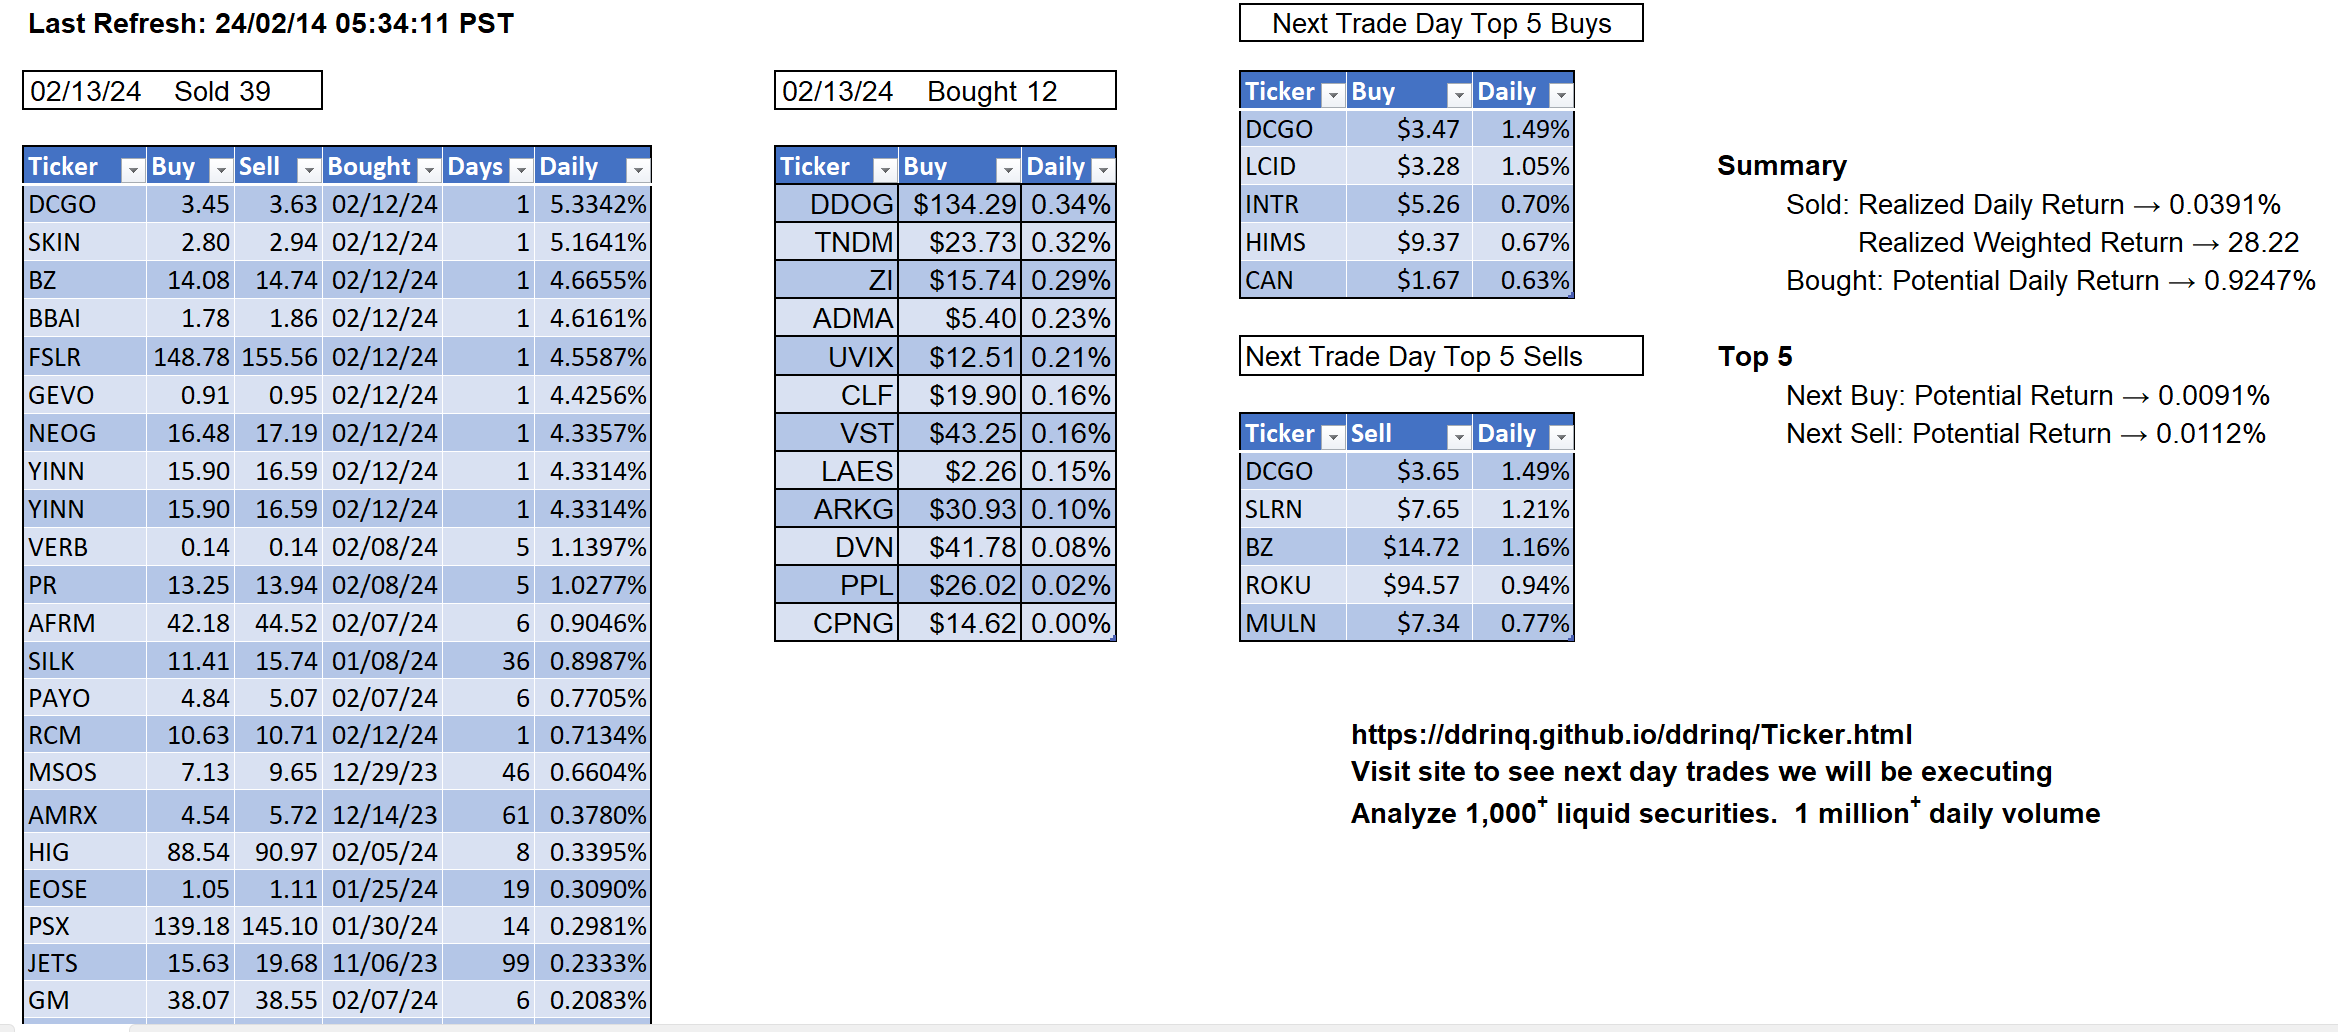 Last Refresh: 24/02/14 05:34:11 PST
02/13/24 Sold 39
Ticker Buy Sell Bought Days Daily
DCGO 3.45 3.63 02/12/24 1 5.3342%
SKIN 2.80 2.94 02/12/24 1 5.1641%
BZ 14.08 14.74 02/12/24 1 4.6655%
BBAI 1.78 1.86 02/12/24 1 4.6161%
FSLR 148.78 155.56 02/12/24 1 4.5587%
GEVO 0.91 0.95 02/12/24 1 4.4256%
NEOG 16.48 17.19 02/12/24 1 4.3357%
YINN 15.90 16.59 02/12/24 1 4.3314%
YINN 15.90 16.59 02/12/24 1 4.3314%
VERB 0.14 0.14 02/08/24 5 1.1397%
PR 13.25 13.94 02/08/24 5 1.0277%
AFRM 42.18 44.52 02/07/24 6 0.9046%
SILK 11.41 15.74 01/08/24 36 0.8987%
PAYO 4.84 5.07 02/07/24 6 0.7705%
RCM 10.63 10.71 02/12/24 1 0.7134%
MSOS 7.13 9.65 12/29/23 46 0.6604%
AMRX 4.54 5.72 12/14/23 61 0.3780%
HIG 88.54 90.97 02/05/24 8 0.3395%
EOSE 1.05 1.11 01/25/24 19 0.3090%
PSX 139.18 145.10 01/30/24 14 0.2981%
JETS 15.63 19.68 11/06/23 99 0.2333%
GM 38.07 38.55 02/07/24 6 0.2083%
02/13/24 Bought 12
Ticker Buy Daily
DDOG $134.29 0.34%
TNDM $23.73 0.32%
ZI $15.74 0.29%
ADMA $5.40 0.23%
UVIX $12.51 0.21%
CLF $19.90 0.16%
VST $43.25 0.16%
LAES $2.26 0.15%
ARKG $30.93 0.10%
DVN $41.78 0.08%
PPL $26.02 0.02%
CPNG $14.62 0.00%
Next Trade Day Top 5 Buys
Ticker Buy Daily
DCGO $3.47 1.49%
LCID $3.28 1.05%
INTR $5.26 0.70%
HIMS $9.37 0.67%
CAN $1.67 0.63%
Next Trade Day Top 5 Sells
Ticker Sell Daily
DCGO $3.65 1.49%
SLRN $7.65 1.21%
BZ $14.72 1.16%
ROKU $94.57 0.94%
MULN $7.34 0.77%
Summary
Sold: Realized Daily Return → 0.0391%
Realized Weighted Return → 28.22
Bought: Potential Daily Return → 0.9247%
Top 5
Next Buy: Potential Return → 0.0091%
Next Sell: Potential Return → 0.0112%
https://ddrinq.github.io/ddrinq/Ticker.html
Visit site to see next day trades we will be executing
Analyze 1,000+ liquid securities. 1 million+ daily volume